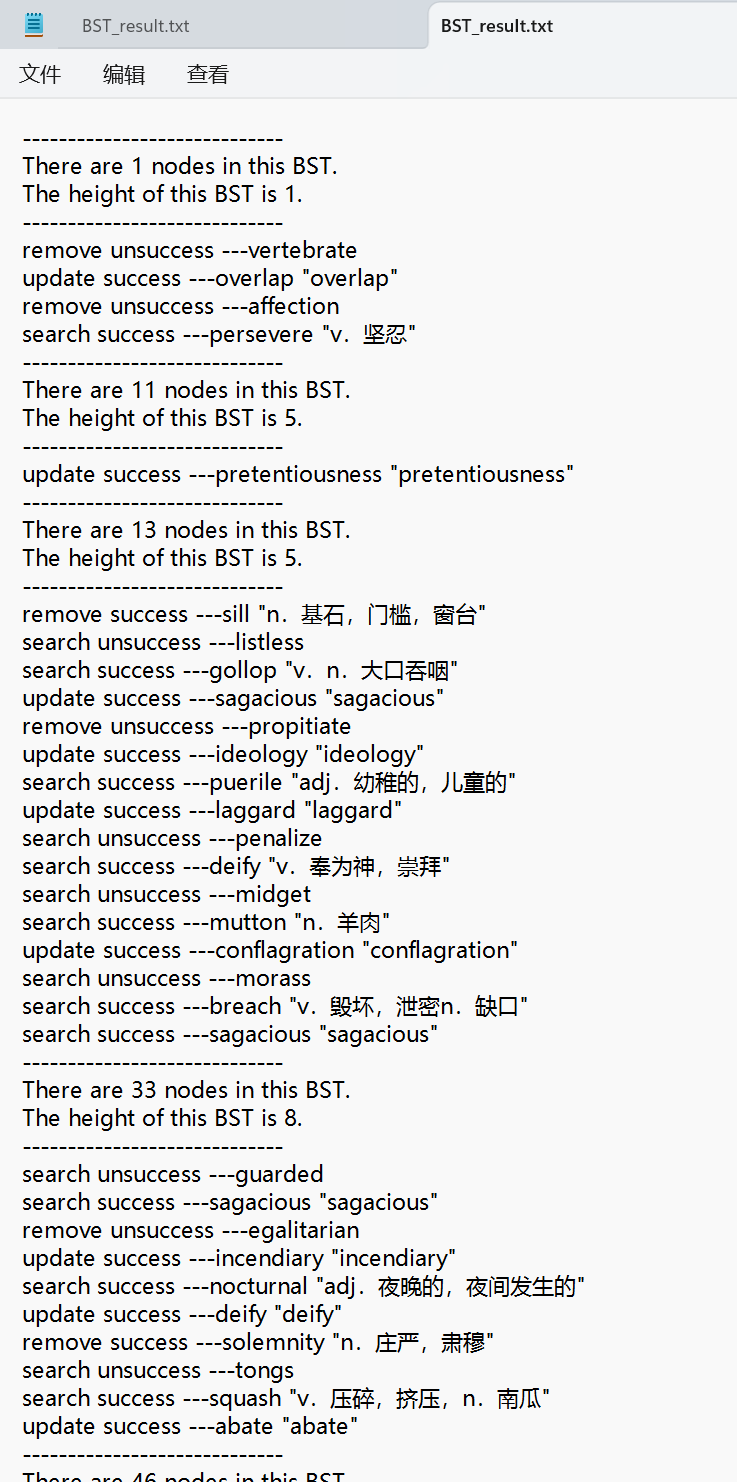 BST_result.txt
BST_result.txt
文件 编辑 查看
-----------------------------
There are 1 nodes in this BST.
The height of this BST is 1.
-----------------------------
remove unsuccess ---vertebrate
update success ---overlap "overlap"
remove unsuccess ---affection
search success ---persevere "v．坚忍"
-----------------------------
There are 11 nodes in this BST.
The height of this BST is 5.
-----------------------------
update success ---pretentiousness "pretentiousness"
-----------------------------
There are 13 nodes in this BST.
The height of this BST is 5.
-----------------------------
remove success ---sill "n．基石，门槛，窗台"
search unsuccess ---listless
search success ---gollop "v．n．大口吞咽"
update success ---sagacious "sagacious"
remove unsuccess ---propitiate
update success ---ideology "ideology"
search success ---puerile "adj．幼稚的，儿童的"
update success ---laggard "laggard"
search unsuccess ---penalize
search success ---deify "v．奉为神，崇拜"
search unsuccess ---midget
search success ---mutton "n．羊肉"
update success ---conflagration "conflagration"
search unsuccess ---morass
search success ---breach "v．毁坏，泄密n．缺口"
search success ---sagacious "sagacious"
-----------------------------
There are 33 nodes in this BST.
The height of this BST is 8.
-----------------------------
search unsuccess ---guarded
search success ---sagacious "sagacious"
remove unsuccess ---egalitarian
update success ---incendiary "incendiary"
search success ---nocturnal "adj．夜晚的，夜间发生的"
update success ---deify "deify"
remove success ---solemnity "n．庄严，肃穆"
search unsuccess ---tongs
search success ---squash "v．压碎，挤压，n．南瓜"
update success ---abate "abate"
-----------------------------
There are 46 nodes in this BST.